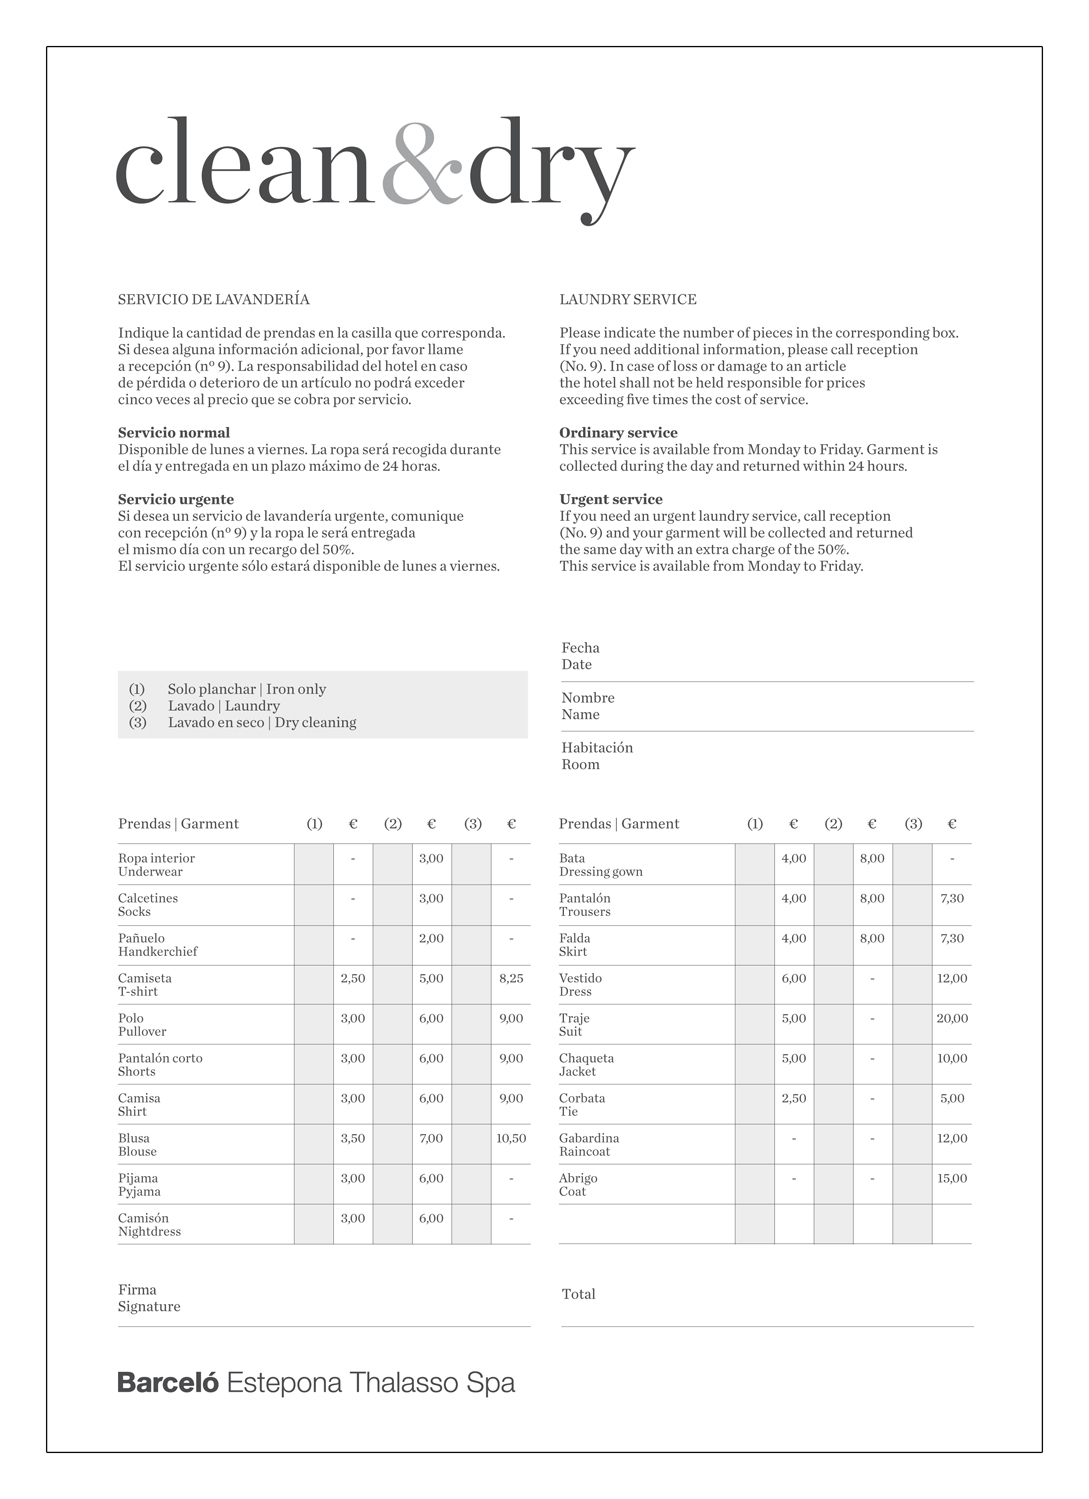 clean&dry
SERVICIO DE LAVANDERÍA
Indique la cantidad de prendas en la casilla que corresponda.
Si desea alguna información adicional, por favor llame
a recepción (nº 9). La responsabilidad del hotel en caso
de pérdida o deterioro de un artículo no podrá exceder
cinco veces al precio que se cobra por servicio.
Servicio normal
Disponible de lunes a viernes. La ropa será recogida durante
el día y entregada en un plazo máximo de 24 horas.
Servicio urgente
Si desea un servicio de lavandería urgente, comunique
con recepción (nº 9) y la ropa le será entregada
el mismo día con un recargo del 50%.
El servicio urgente sólo estará disponible de lunes a viernes.
LAUNDRY SERVICE
Please indicate the number of pieces in the corresponding box.
If you need additional information, please call reception
(No. 9). In case of loss or damage to an article
the hotel shall not be held responsible for prices
exceeding five times the cost of service.
Ordinary service
This service is available from Monday to Friday. Garment is
collected during the day and returned within 24 hours.
Urgent service
If you need an urgent laundry service, call reception
(No. 9) and your garment will be collected and returned
the same day with an extra charge of the 50%.
This service is available from Monday to Friday.
(1) Solo planchar | Iron only
(2) Lavado | Laundry
(3) Lavado en seco | Dry cleaning
Fecha
Date
Nombre
Name
Habitación
Room
Prendas | Garment (1) € (2) € (3) €
Ropa interior - 3,00 -
Underwear
Calcetines - 3,00 -
Socks
Pañuelo - 2,00 -
Handkerchief
Camiseta 2,50 5,00 8,25
T-shirt
Polo 3,00 6,00 9,00
Pullover
Pantalón corto 3,00 6,00 9,00
Shorts
Camisa 3,00 6,00 9,00
Shirt
Blusa 3,50 7,00 10,50
Blouse
Pijama 3,00 6,00 -
Pyjama
Camisón 3,00 6,00 -
Nightdress
Prendas | Garment (1) € (2) € (3) €
Bata 4,00 8,00 -
Dressing gown
Pantalón 4,00 8,00 7,30
Trousers
Falda 4,00 8,00 7,30
Skirt
Vestido 6,00 - 12,00
Dress
Traje 5,00 - 20,00
Suit
Chaqueta 5,00 - 10,00
Jacket
Corbata 2,50 - 5,00
Tie
Gabardina - - 12,00
Raincoat
Abrigo - - 15,00
Coat
Firma
Signature
Total
Barceló Estepona Thalasso Spa